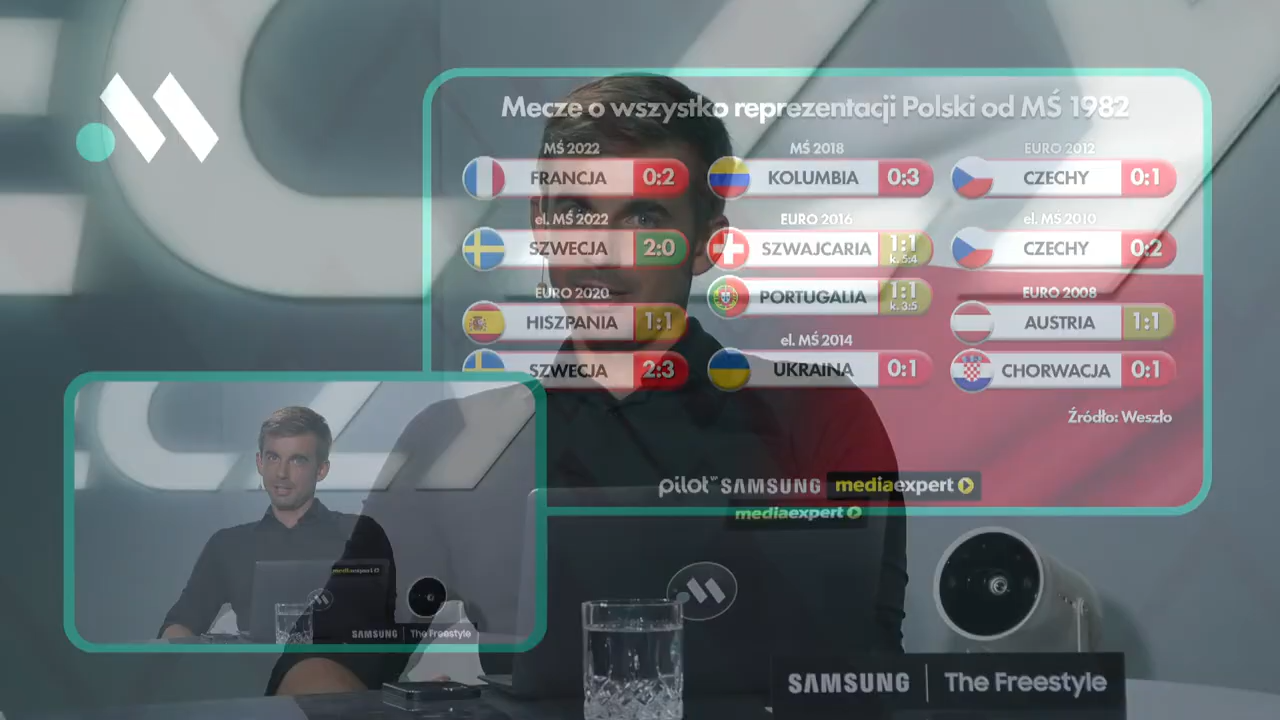 Mecze o wszystko reprezentacji Polski od MŚ 1982
MŚ 2022
FRANCJA 0:2
el. MŚ 2022
SZWECJA 2:0
EURO 2020
HISZPANIA 1:1
SZWECJA 2:3
MŚ 2018
KOLUMBIA 0:3
EURO 2016
SZWAJCARIA 1:1
k. 5:4
PORTUGALIA 1:1
k. 3:5
el. MŚ 2014
UKRAINA 0:1
EURO 2012
CZECHY 0:1
el. MŚ 2010
CZECHY 0:2
EURO 2008
AUSTRIA 1:1
CHORWACJA 0:1
Źródło: Weszło
pilot WP SAMSUNG mediaexpert
mediaexpert
mediaexpert
SAMSUNG | The Freestyle
SAMSUNG | The Freestyle